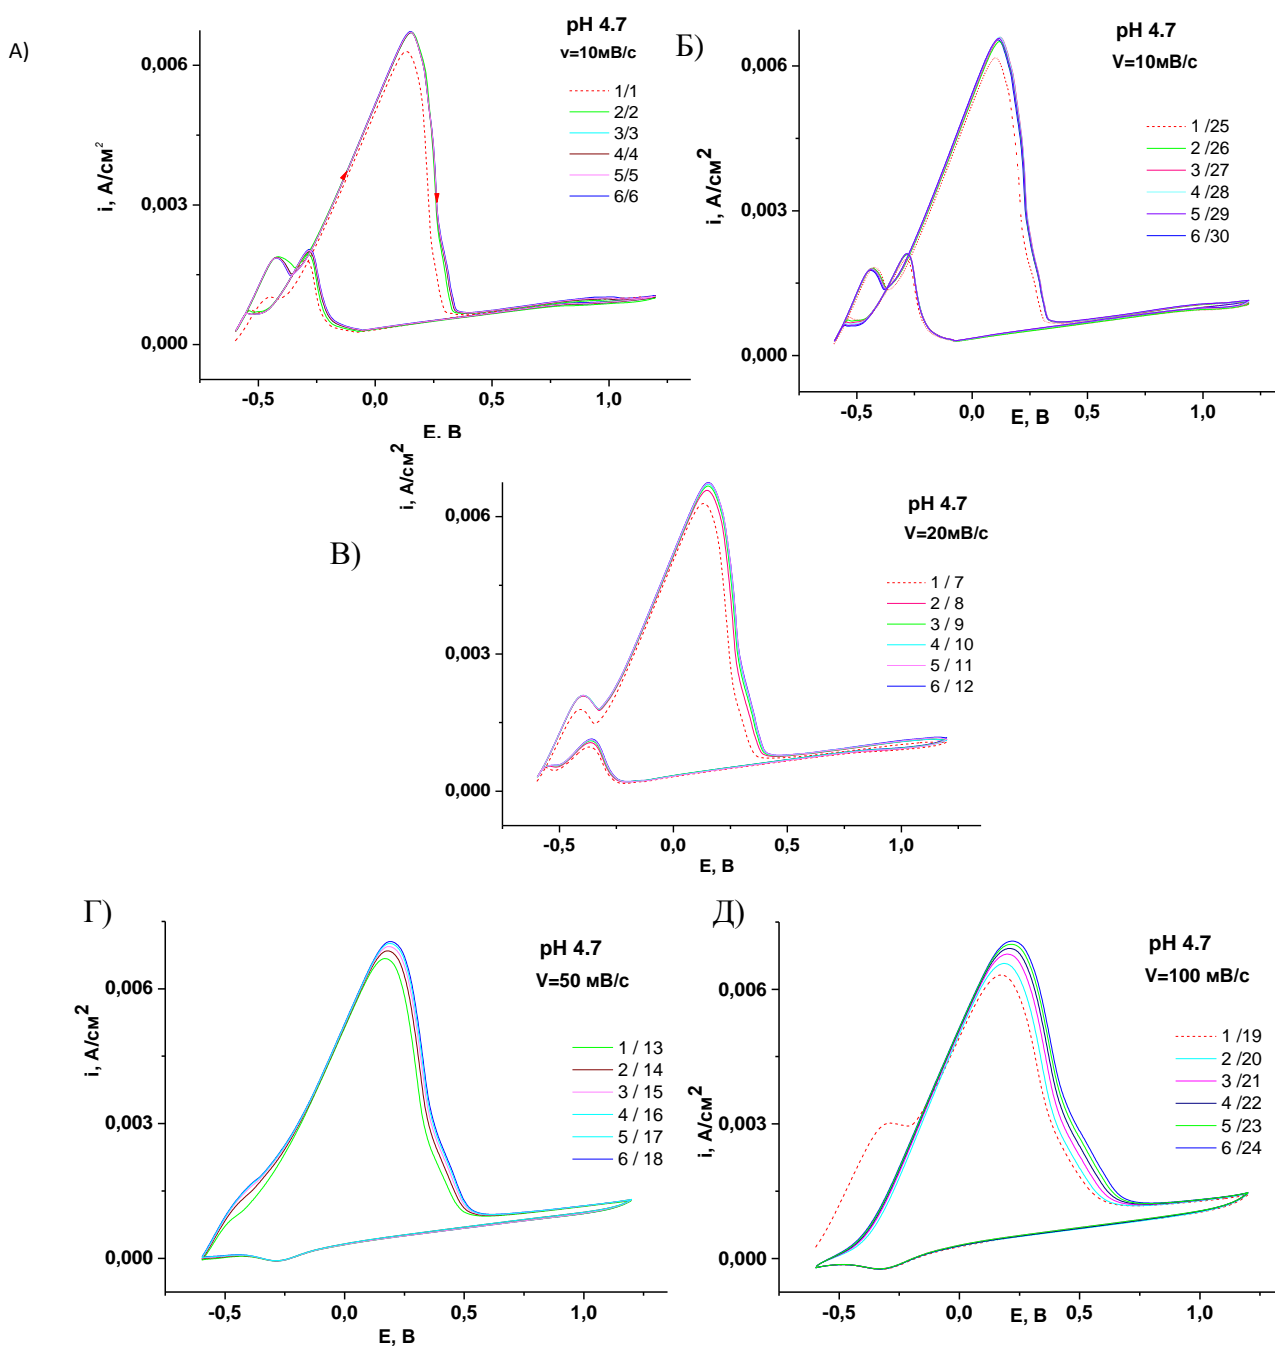 А)
pH 4.7
v=10мВ/с
1/1
2/2
3/3
4/4
5/5
6/6
i, А/см²
0,006
0,003
0,000
-0,5
0,0
0,5
1,0
Е, В
Б)
pH 4.7
V=10мВ/с
1 /25
2 /26
3 /27
4 /28
5 /29
6 /30
i, А/см²
0,006
0,003
0,000
-0,5
0,0
0,5
1,0
Е, В
В)
pH 4.7
V=20мВ/с
1 / 7
2 / 8
3 / 9
4 / 10
5 / 11
6 / 12
i, А/см²
0,006
0,003
0,000
-0,5
0,0
0,5
1,0
Е, В
Г)
pH 4.7
V=50 мВ/с
1 / 13
2 / 14
3 / 15
4 / 16
5 / 17
6 / 18
i, А/см²
0,006
0,003
0,000
-0,5
0,0
0,5
1,0
Е, В
Д)
pH 4.7
V=100 мВ/с
1 /19
2 /20
3 /21
4 /22
5 /23
6 /24
i, А/см²
0,006
0,003
0,000
-0,5
0,0
0,5
1,0
Е, В